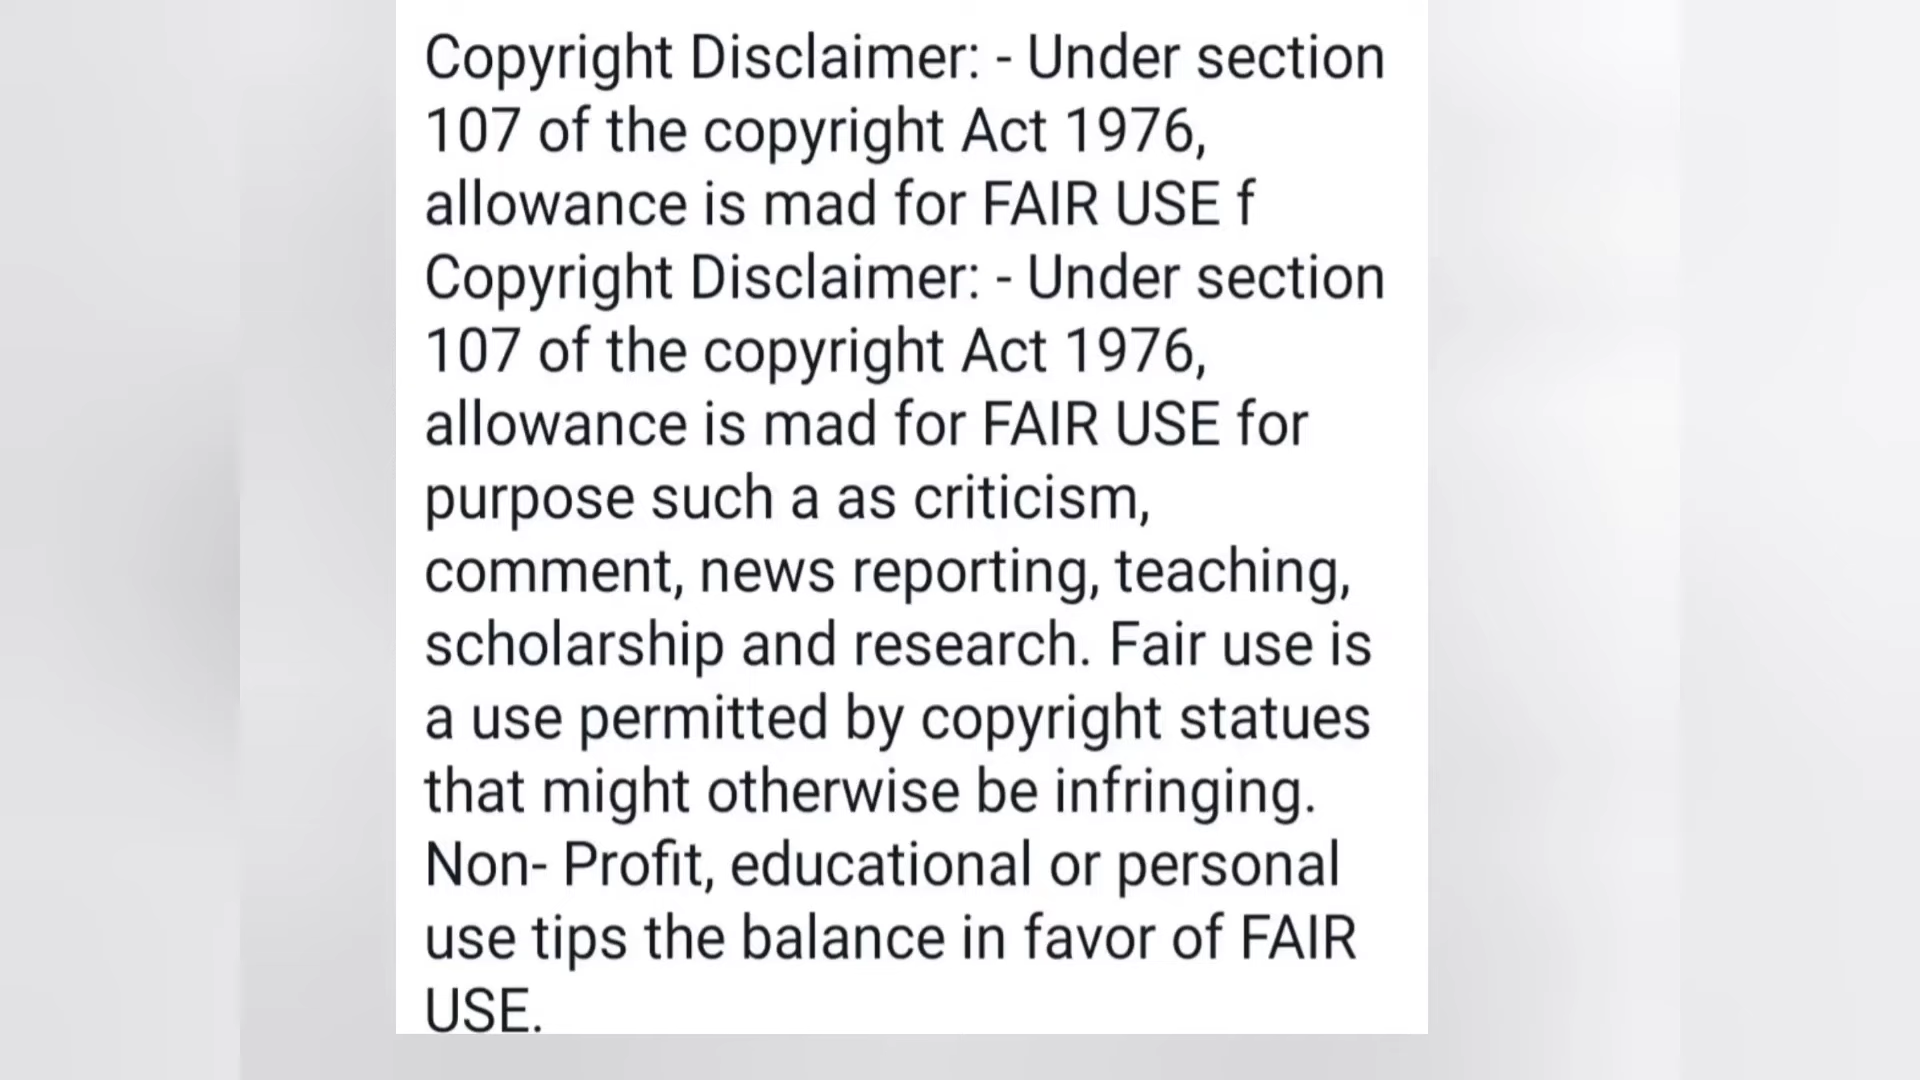 Copyright Disclaimer: - Under section
107 of the copyright Act 1976,
allowance is mad for FAIR USE f
Copyright Disclaimer: - Under section
107 of the copyright Act 1976,
allowance is mad for FAIR USE for
purpose such a as criticism,
comment, news reporting, teaching,
scholarship and research. Fair use is
a use permitted by copyright statues
that might otherwise be infringing.
Non- Profit, educational or personal
use tips the balance in favor of FAIR
USE.